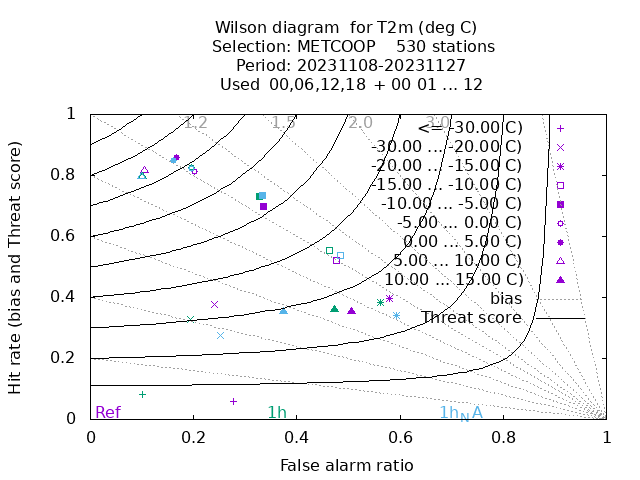 Wilson diagram  for T2m (deg C)
Selection: METCOOP    530 stations
Period: 20231108-20231127
Used  00,06,12,18  + 00 01 ... 12
Hit rate (bias and Threat score)
1
0.8
0.6
0.4
0.2
0
1.2 1.5 2.0 3.0
<= -30.00 C)
-30.00 ... -20.00 C)
-20.00 ... -15.00 C)
-15.00 ... -10.00 C)
-10.00 ... -5.00 C)
-5.00 ... 0.00 C)
0.00 ... 5.00 C)
5.00 ... 10.00 C)
10.00 ... 15.00 C)
bias
Threat score
Ref 1h 1h_N A
0 0.2 0.4 0.6 0.8 1
False alarm ratio